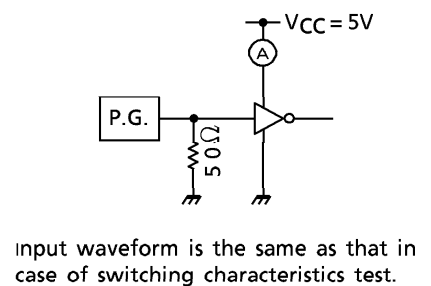 VCC = 5V
A
P.G.
50Ω
Input waveform is the same as that in
case of switching characteristics test.